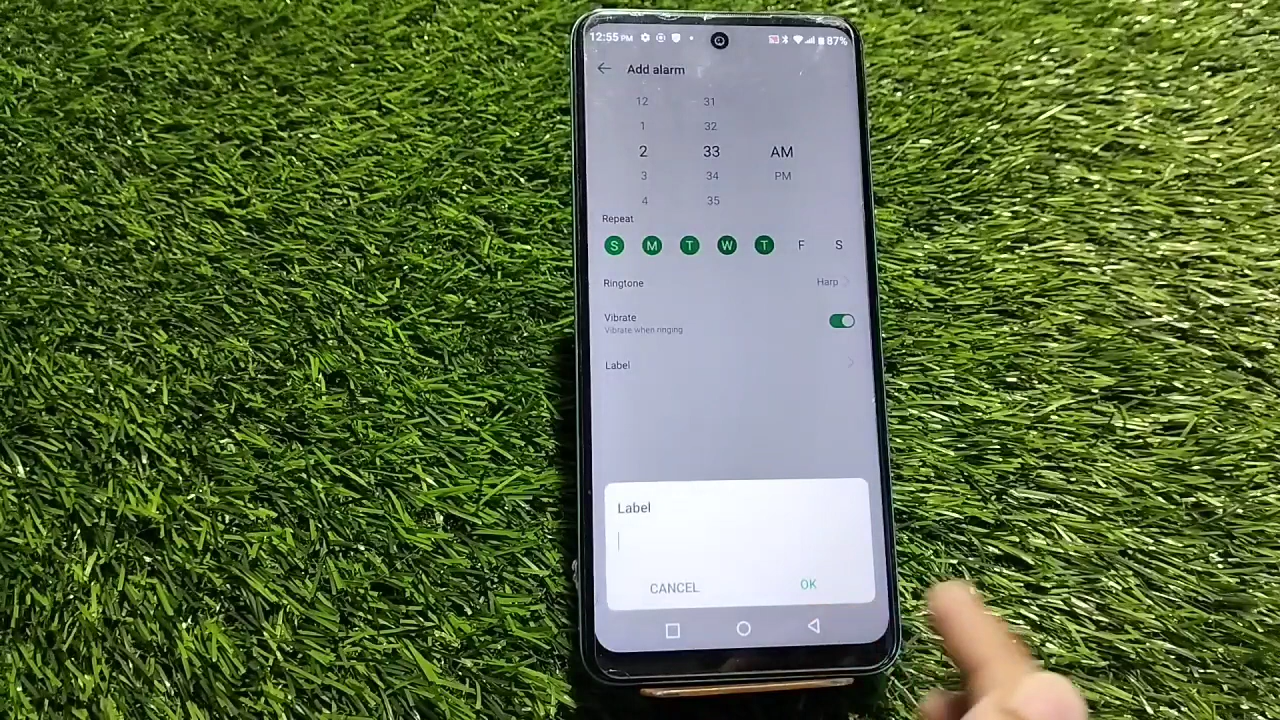 12:55 PM 87%
Add alarm
12 31
1 32
2 33 AM
3 34 PM
4 35
Repeat
S M T W T F S
Ringtone Harp
Vibrate
Vibrate when ringing
Label
Label
CANCEL OK